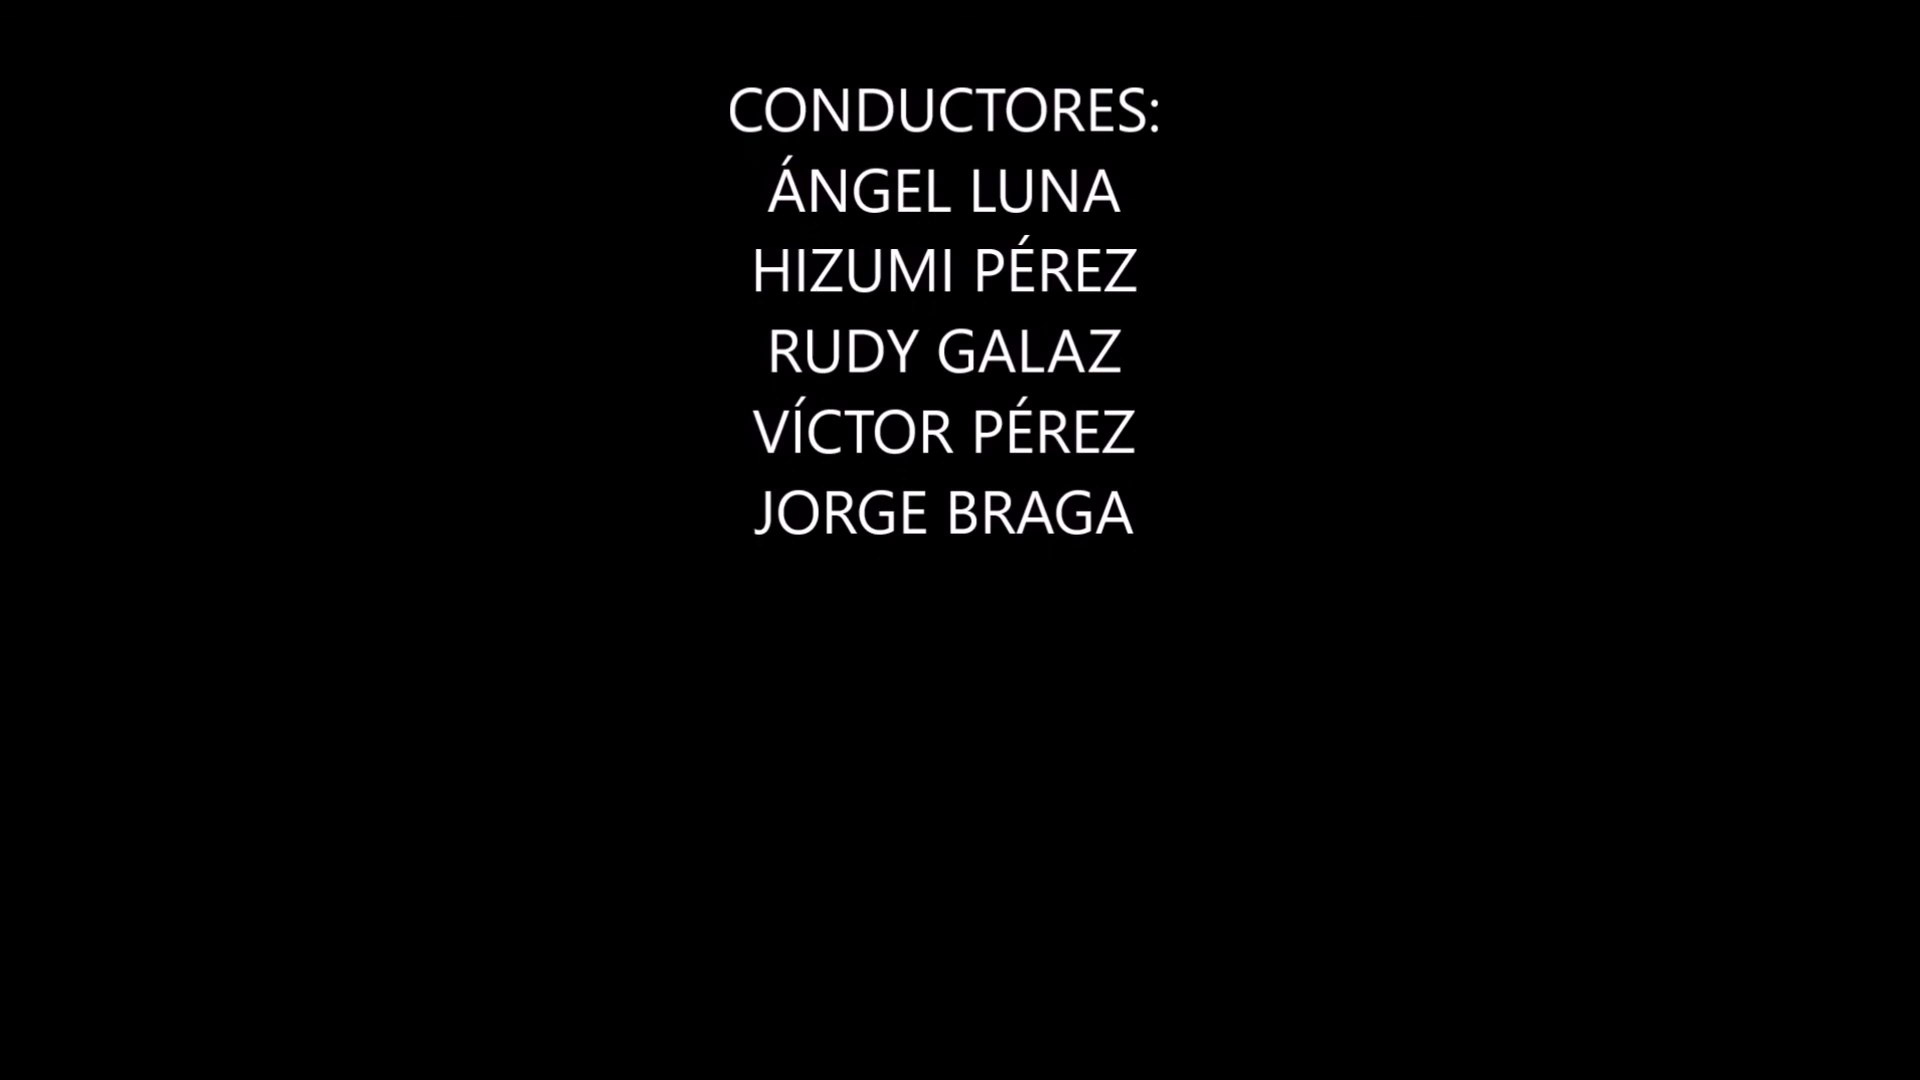 CONDUCTORES:
ÁNGEL LUNA
HIZUMI PÉREZ
RUDY GALAZ
VÍCTOR PÉREZ
JORGE BRAGA